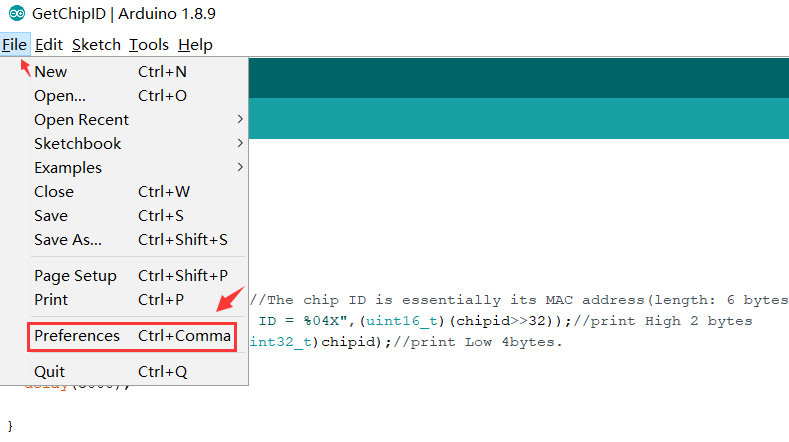 GetChipID | Arduino 1.8.9
File Edit Sketch Tools Help
New Ctrl+N
Open... Ctrl+O
Open Recent >
Sketchbook >
Examples >
Close Ctrl+W
Save Ctrl+S
Save As... Ctrl+Shift+S
Page Setup Ctrl+Shift+P
Print Ctrl+P
//The chip ID is essentially its MAC address(length: 6 bytes
ID = %04X",(uint16_t)(chipid>>32));//print High 2 bytes
Preferences Ctrl+Comma
int32_t)chipid);//print Low 4bytes.
Quit Ctrl+Q
}